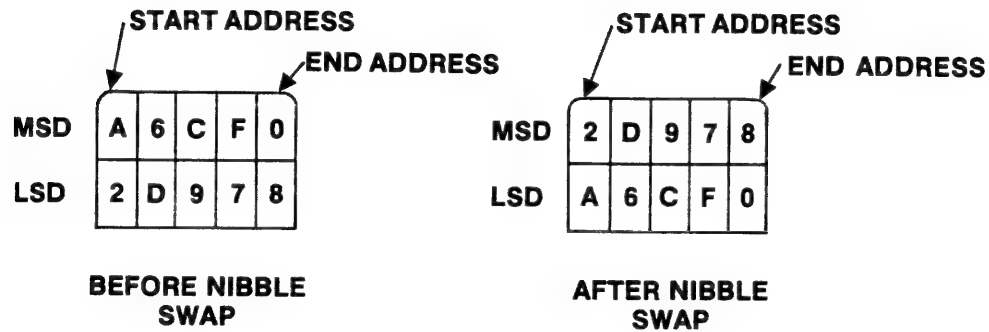 START ADDRESS
END ADDRESS
MSD A 6 C F 0
LSD 2 D 9 7 8
BEFORE NIBBLE
SWAP
START ADDRESS
END ADDRESS
MSD 2 D 9 7 8
LSD A 6 C F 0
AFTER NIBBLE
SWAP